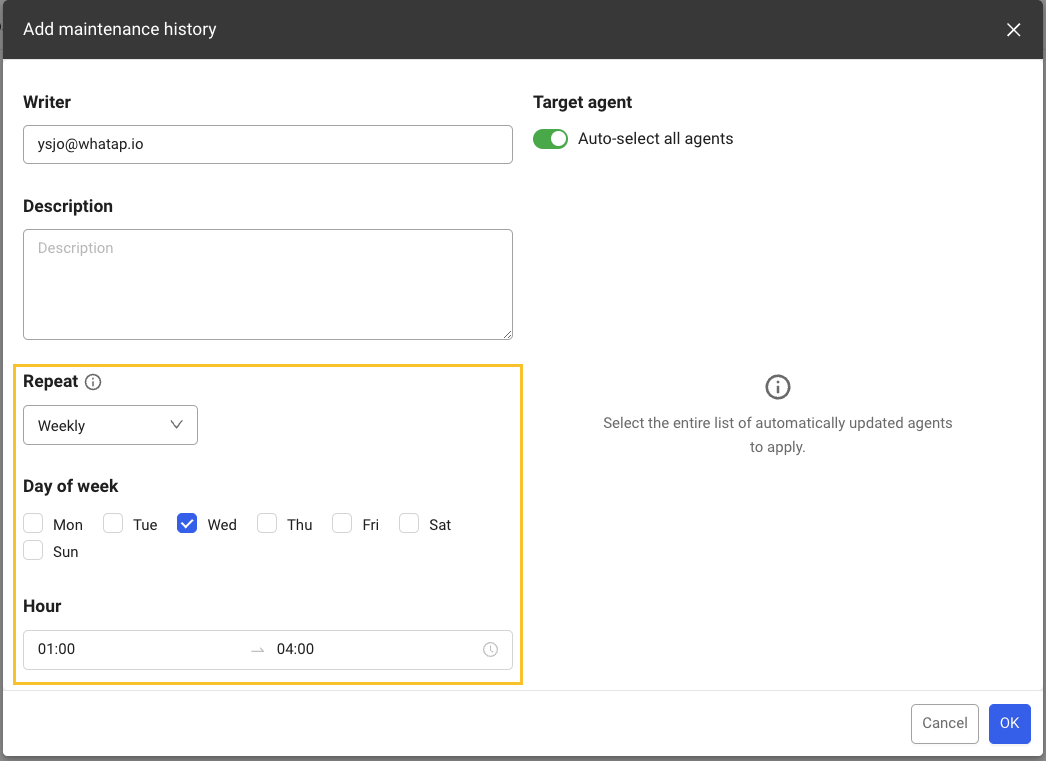 Add maintenance history
Writer
ysjo@whatap.io
Description
Description
Repeat
Weekly
Day of week
Mon Tue Wed Thu Fri Sat
Sun
Hour
01:00 → 04:00
Target agent
Auto-select all agents
Select the entire list of automatically updated agents
to apply.
Cancel OK